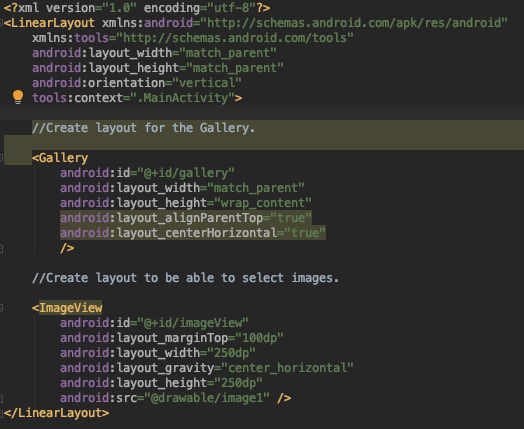 <?xml version="1.0" encoding="utf-8"?>
<LinearLayout xmlns:android="http://schemas.android.com/apk/res/android"
    xmlns:tools="http://schemas.android.com/tools"
    android:layout_width="match_parent"
    android:layout_height="match_parent"
    android:orientation="vertical"
    tools:context=".MainActivity">

    //Create layout for the Gallery.

    <Gallery
        android:id="@+id/gallery"
        android:layout_width="match_parent"
        android:layout_height="wrap_content"
        android:layout_alignParentTop="true"
        android:layout_centerHorizontal="true"
        />

    //Create layout to be able to select images.

    <ImageView
        android:id="@+id/imageView"
        android:layout_marginTop="100dp"
        android:layout_width="250dp"
        android:layout_gravity="center_horizontal"
        android:layout_height="250dp"
        android:src="@drawable/image1" />
</LinearLayout>